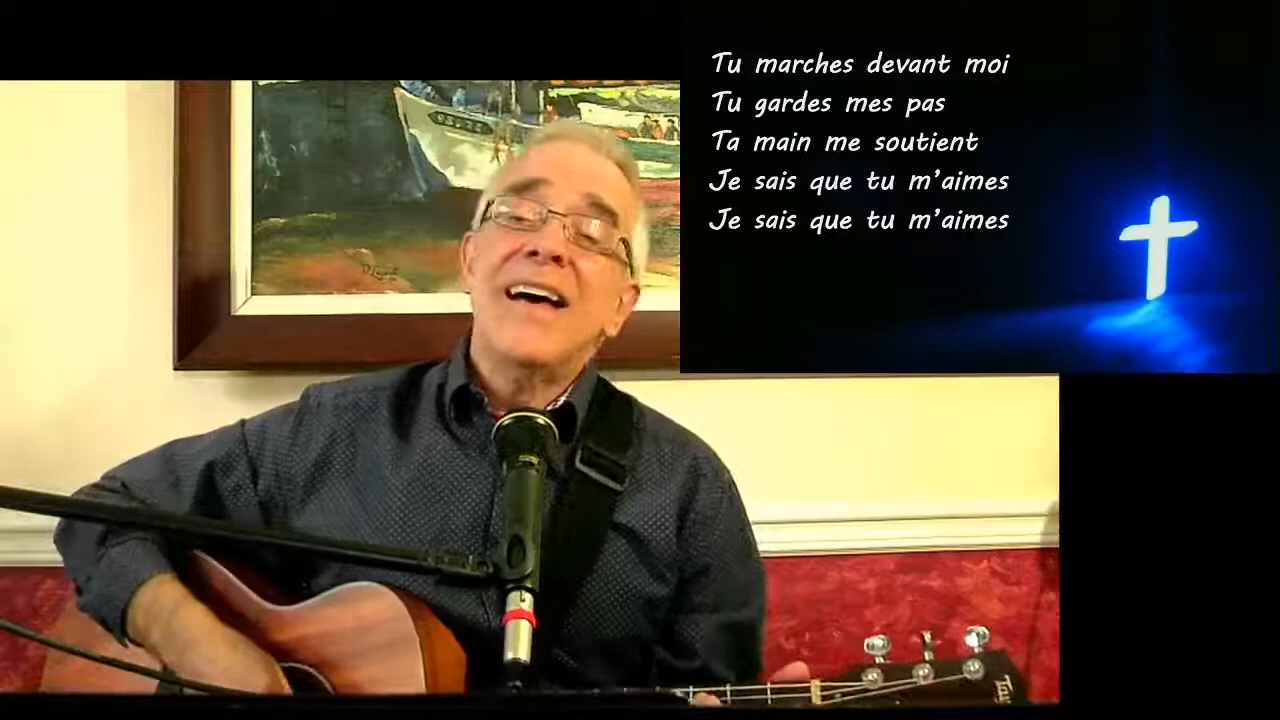 Tu marches devant moi
Tu gardes mes pas
Ta main me soutient
Je sais que tu m'aimes
Je sais que tu m'aimes